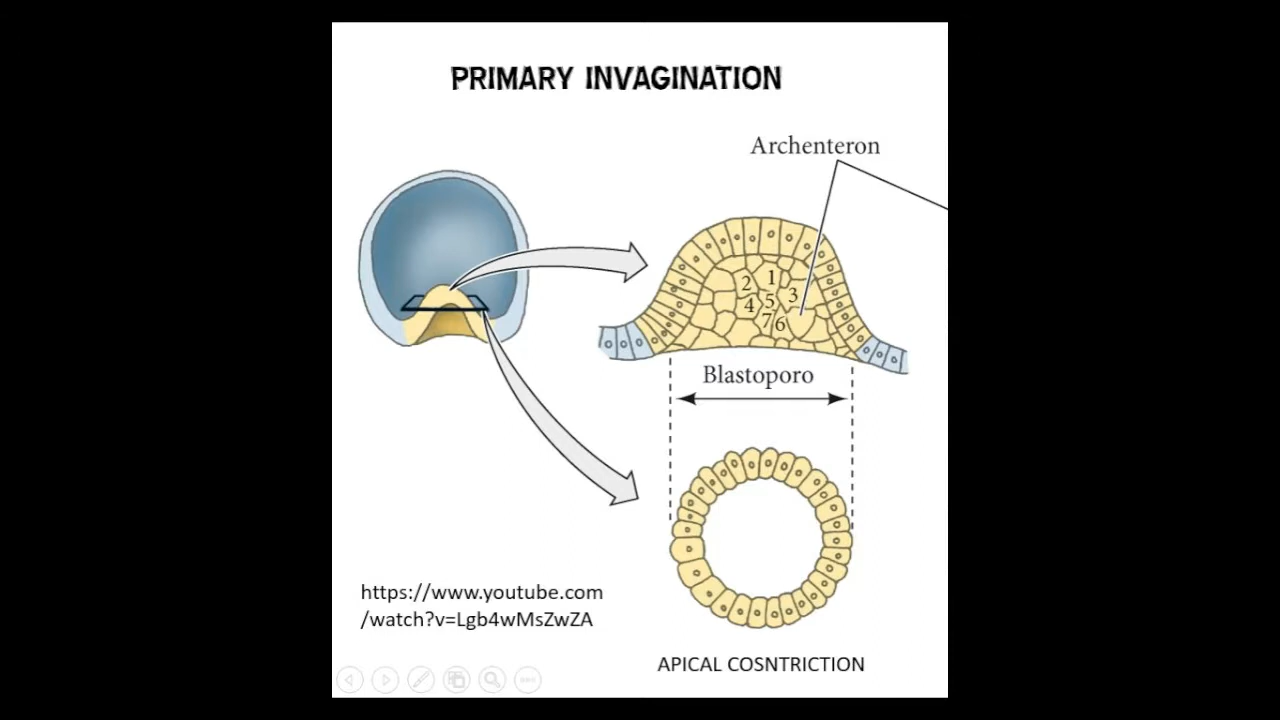 PRIMARY INVAGINATION
Archenteron
1
2
3
4
5
7
6
Blastoporo
https://www.youtube.com
/watch?v=Lgb4wMsZwZA
APICAL COSNTRICTION